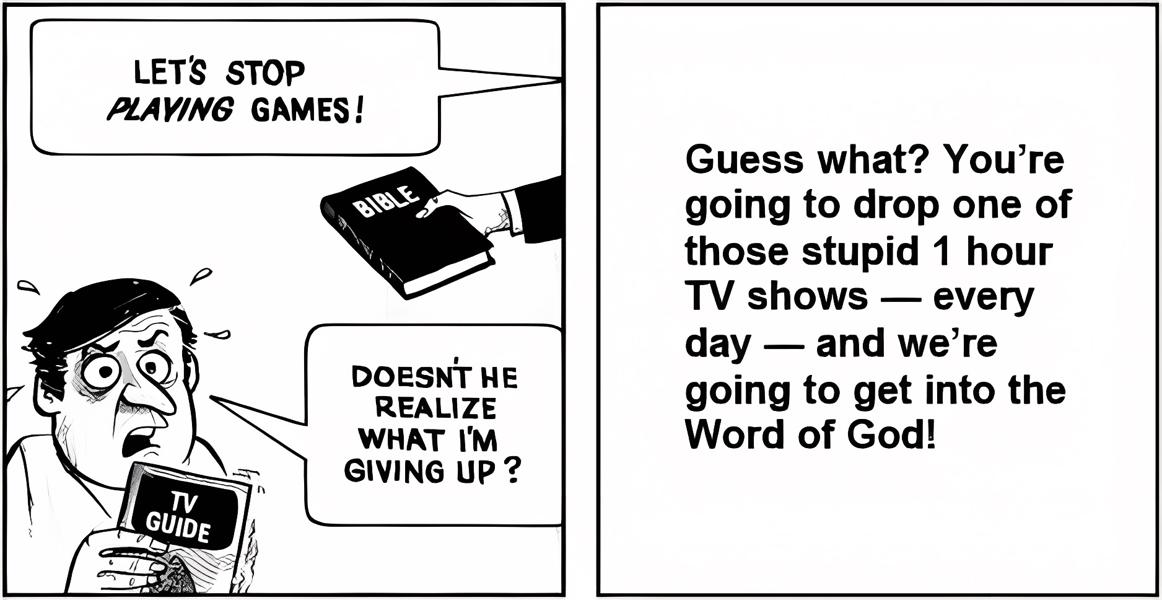 LET'S STOP
PLAYING GAMES!
BIBLE
DOESN'T HE
REALIZE
WHAT I'M
GIVING UP?
TV
GUIDE
Guess what? You’re
going to drop one of
those stupid 1 hour
TV shows — every
day — and we’re
going to get into the
Word of God!